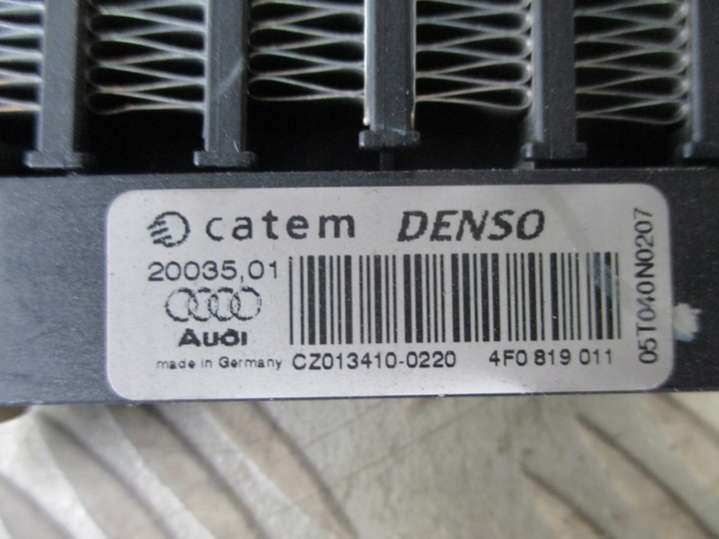 catem DENSO
20035,01
Audi
made in Germany CZ013410-0220 4F0 819 011
05T040N0207